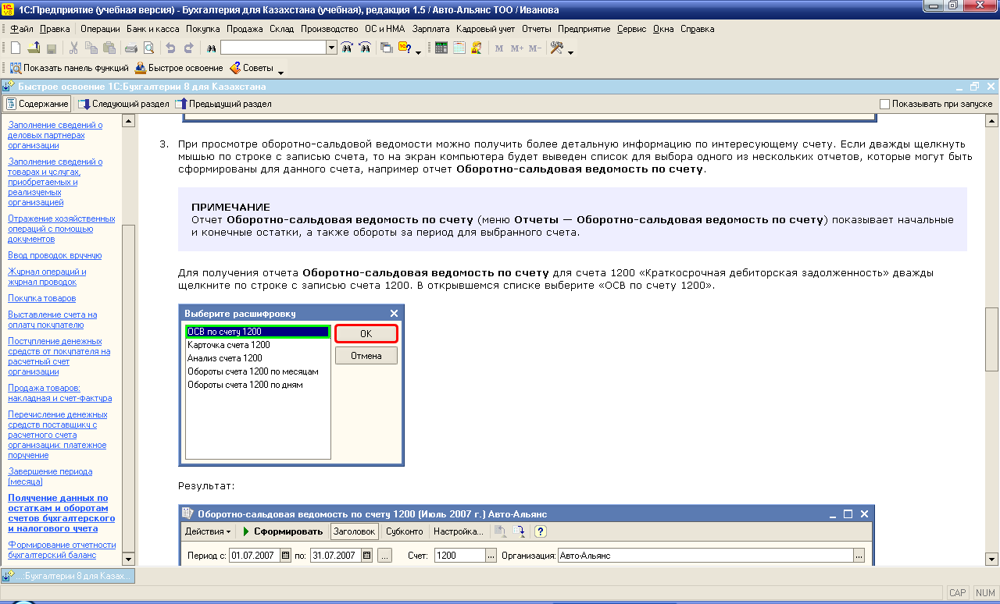 1С:Предприятие (учебная версия) - Бухгалтерия для Казахстана (учебная), редакция 1.5 / Авто-Альянс ТОО / Иванова
Файл Правка Операции Банк и касса Покупка Продажа Склад Производство ОС и НМА Зарплата Кадровый учет Отчеты Предприятие Сервис Окна Справка
M M+ M-
Показать панель функций Быстрое освоение Советы
Быстрое освоение 1С:Бухгалтерии 8 для Казахстана
Содержание Следующий раздел Предыдущий раздел Показывать при запуске
Заполнение сведений о
деловых партнерах
организации
Заполнение сведений о
товарах и услугах,
приобретаемых и
реализуемых
организацией
Отражение хозяйственных
операций с помощью
документов
Ввод проводок вручную
Журнал операций и
журнал проводок
Покупка товаров
Выставление счета на
оплату покупателю
Поступление денежных
средств от покупателя на
расчетный счет
организации
Продажа товаров:
накладная и счет-фактура
Перечисление денежных
средств поставщику с
расчетного счета
организации: платежное
поручение
Завершение периода
(месяца)
Получение данных по
остаткам и оборотам
счетов бухгалтерского
и налогового учета
Формирование отчетности
бухгалтерский баланс
3. При просмотре оборотно-сальдовой ведомости можно получить более детальную информацию по интересующему счету. Если дважды щелкнуть
мышью по строке с записью счета, то на экран компьютера будет выведан список для выбора одного из нескольких отчетов, которые могут быть
сформированы для данного счета, например отчет Оборотно-сальдовая ведомость по счету.
ПРИМЕЧАНИЕ
Отчет Оборотно-сальдовая ведомость по счету (меню Отчеты — Оборотно-сальдовая ведомость по счету) показывает начальные
и конечные остатки, а также обороты за период для выбранного счета.
Для получения отчета Оборотно-сальдовая ведомость по счету для счета 1200 «Краткосрочная дебиторская задолженность» дважды
щелкните по строке с записью счета 1200. В открывшемся списке выберите «ОСВ по счету 1200».
Выберите расшифровку
ОСВ по счету 1200 OK
Карточка счета 1200
Анализ счета 1200 Отмена
Обороты счета 1200 по месяцам
Обороты счета 1200 по дням
Результат:
Оборотно-сальдовая ведомость по счету 1200 (Июль 2007 г.) Авто-Альянс
Действия Сформировать Заголовок Субконто Настройка...
Период с: 01.07.2007 по: 31.07.2007 ... Счет: 1200 ... Организация: Авто-Альянс ...
...:Бухгалтерии 8 для Казах...
CAP NUM